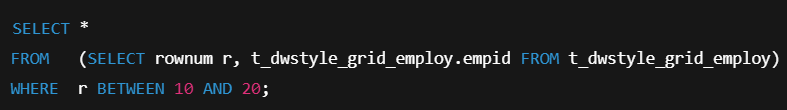 SELECT *
FROM   (SELECT rownum r, t_dwstyle_grid_employ.empid FROM t_dwstyle_grid_employ)
WHERE  r BETWEEN 10 AND 20;